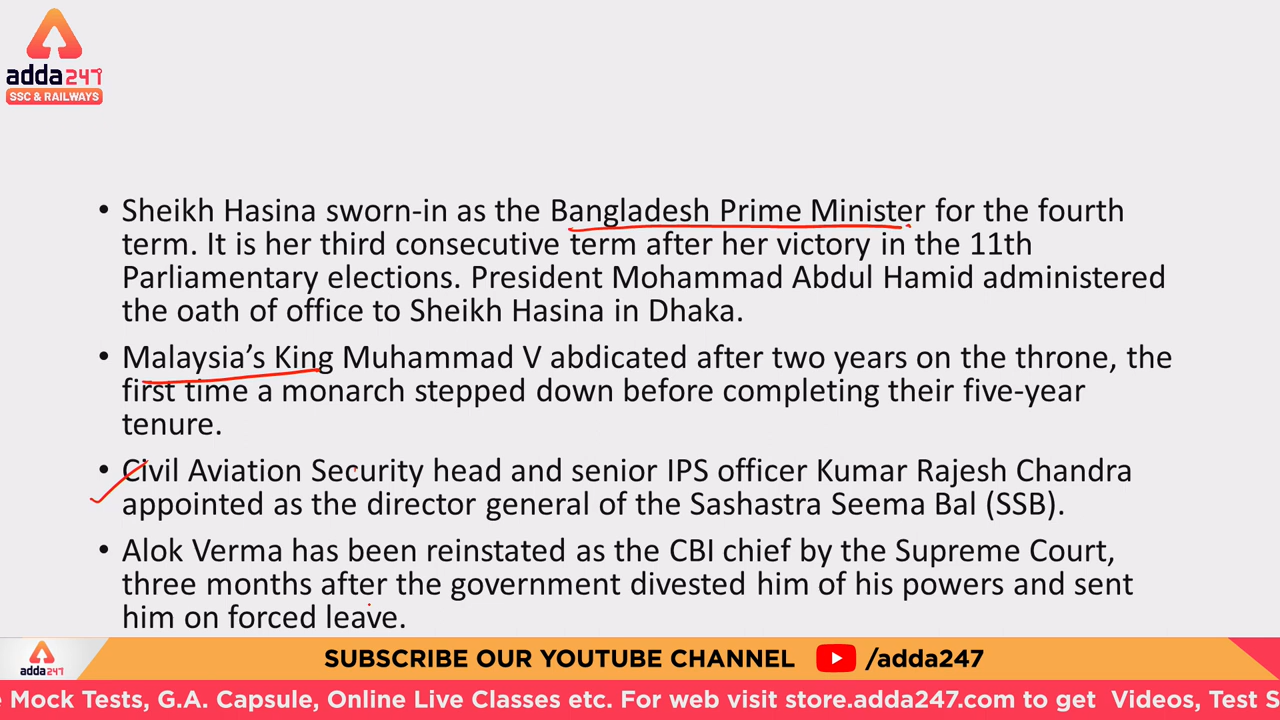 adda247
SSC & RAILWAYS
• Sheikh Hasina sworn-in as the Bangladesh Prime Minister for the fourth
term. It is her third consecutive term after her victory in the 11th
Parliamentary elections. President Mohammad Abdul Hamid administered
the oath of office to Sheikh Hasina in Dhaka.
• Malaysia's King Muhammad V abdicated after two years on the throne, the
first time a monarch stepped down before completing their five-year
tenure.
• Civil Aviation Security head and senior IPS officer Kumar Rajesh Chandra
appointed as the director general of the Sashastra Seema Bal (SSB).
• Alok Verma has been reinstated as the CBI chief by the Supreme Court,
three months after the government divested him of his powers and sent
him on forced leave.
adda247
SUBSCRIBE OUR YOUTUBE CHANNEL /adda247
e Mock Tests, G.A. Capsule, Online Live Classes etc. For web visit store.adda247.com to get Videos, Test S